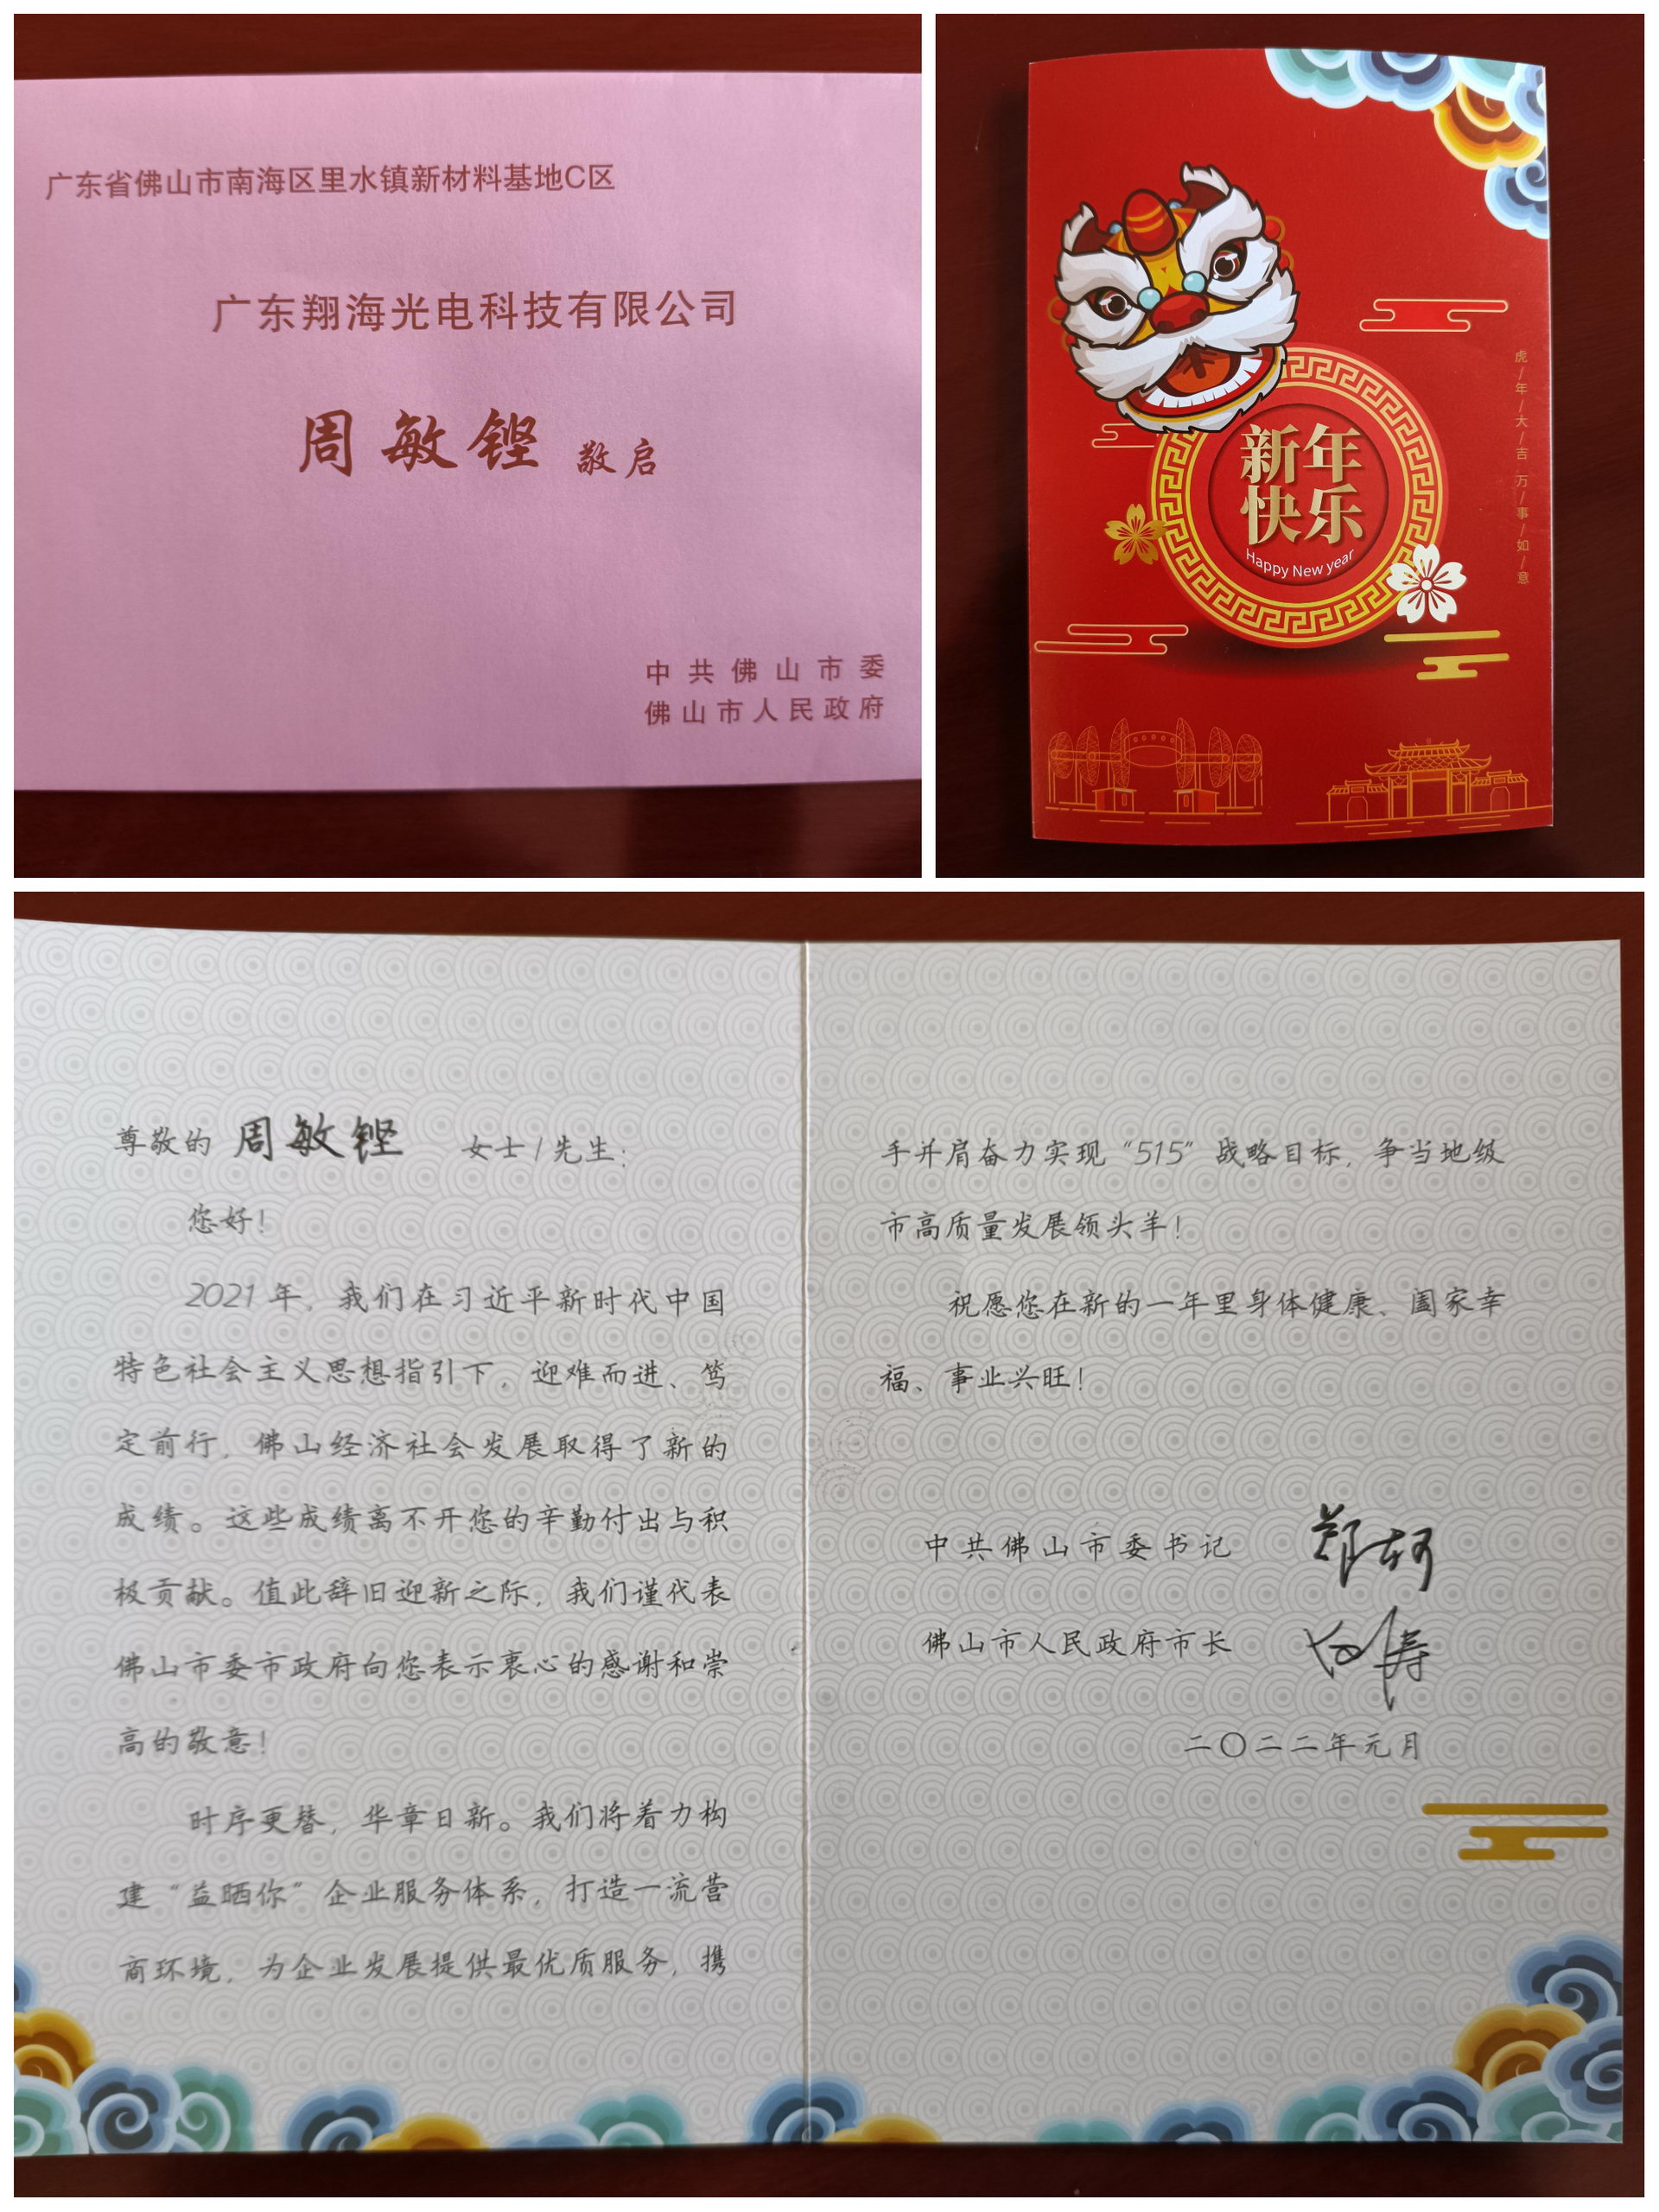 广东省佛山市南海区里水镇新材料基地C区
广东翔海光电科技有限公司
周敏铿 敬启
中共佛山市委
佛山市人民政府
新年
快乐
Happy New year
虎/年/大/吉 万/事/如/意
尊敬的 周敏铿 女士/先生：
您好！
2021年，我们在习近平新时代中国
特色社会主义思想指引下，迎难而进、笃
定前行，佛山经济社会发展取得了新的
成绩。这些成绩离不开您的辛勤付出与积
极贡献。值此辞旧迎新之际，我们谨代表
佛山市委市政府向您表示衷心的感谢和崇
高的敬意！
时序更替，华章日新。我们将着力构
建“益晒你”企业服务体系，打造一流营
商环境，为企业发展提供最优质服务，携
手并肩奋力实现“515”战略目标，争当地级
市高质量发展领头羊！
祝愿您在新的一年里身体健康、阖家幸
福、事业兴旺！
中共佛山市委书记 郑轲
佛山市人民政府市长 白涛
二〇二二年元月